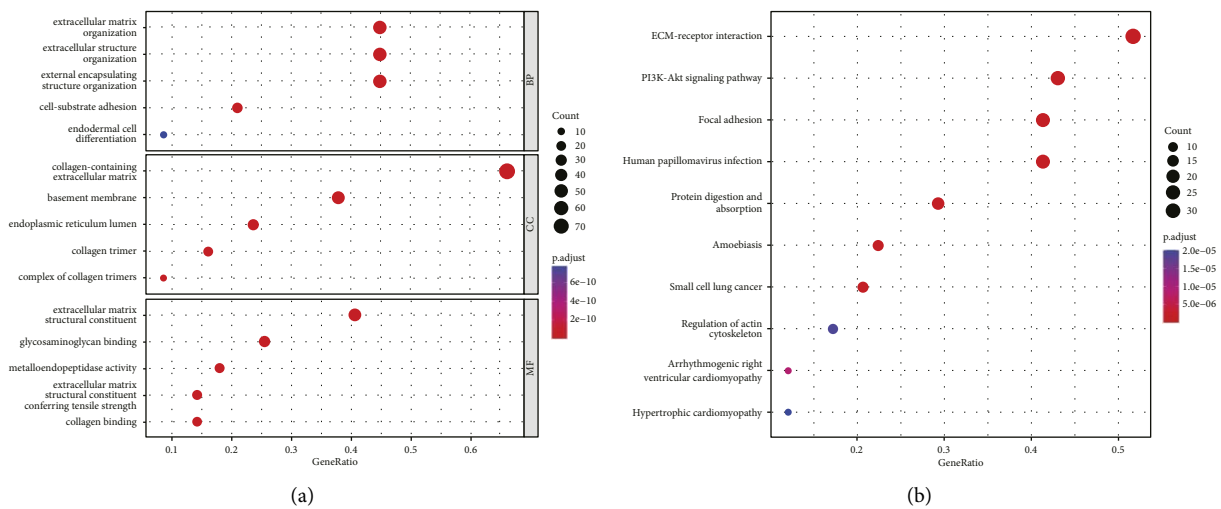 extracellular matrix
organization
extracellular structure
organization
external encapsulating
structure organization
cell-substrate adhesion
endodermal cell
differentiation
BP
collagen-containing
extracellular matrix
basement membrane
endoplasmic reticulum lumen
collagen trimer
complex of collagen trimers
CC
extracellular matrix
structural constituent
glycosaminoglycan binding
metalloendopeptidase activity
extracellular matrix
structural constituent
conferring tensile strength
collagen binding
MF
0.1 0.2 0.3 0.4 0.5 0.6
GeneRatio
Count
10
20
30
40
50
60
70
p.adjust
6e−10
4e−10
2e−10
(a)
ECM-receptor interaction
PI3K-Akt signaling pathway
Focal adhesion
Human papillomavirus infection
Protein digestion and
absorption
Amoebiasis
Small cell lung cancer
Regulation of actin
cytoskeleton
Arrhythmogenic right
ventricular cardiomyopathy
Hypertrophic cardiomyopathy
0.2 0.3 0.4 0.5
GeneRatio
Count
10
15
20
25
30
p.adjust
2.0e−05
1.5e−05
1.0e−05
5.0e−06
(b)